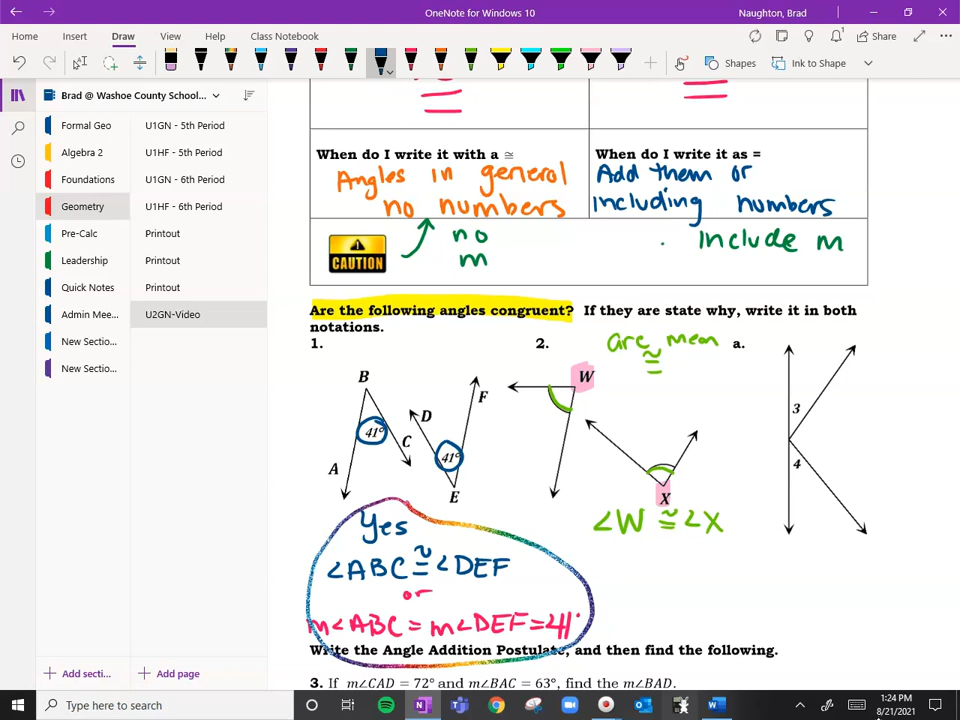 OneNote for Windows 10
Naughton, Brad
Home Insert Draw View Help Class Notebook
Share
Shapes
Ink to Shape
Brad @ Washoe County School...
Formal Geo
Algebra 2
Foundations
Geometry
Pre-Calc
Leadership
Quick Notes
Admin Mee...
New Sectio...
New Sectio...
U1GN - 5th Period
U1HF - 5th Period
U1GN - 6th Period
U1HF - 6th Period
Printout
Printout
Printout
U2GN-Video
When do I write it with a ≅
Angles in general
no numbers
When do I write it as =
Add them or
including numbers
CAUTION
no
m
Include m
Are the following angles congruent? If they are state why, write it in both
notations.
1.
2.
arc mean
≅
a.
B
41°
C
A
D
F
41°
E
W
X
3
4
∠W ≅ ∠X
Yes
∠ABC ≅ ∠DEF
or
m∠ABC = m∠DEF = 41°
Write the Angle Addition Postulate, and then find the following.
3. If m∠CAD = 72° and m∠BAC = 63°, find the m∠BAD.
Add secti...
Add page
Type here to search
1:24 PM
8/21/2021